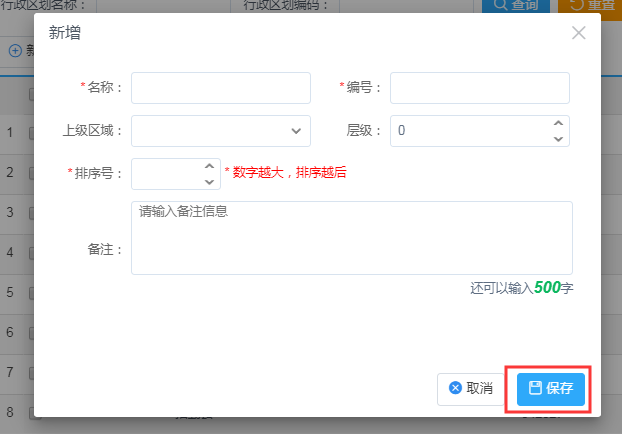 行政区划名称： 行政区划编码： 查询 重置
新增
*名称： *编号：
1
上级区域： 层级： 0
2
*排序号： *数字越大，排序越后
3
请输入备注信息
4
备注：
5
还可以输入500字
6
7
取消 保存
8